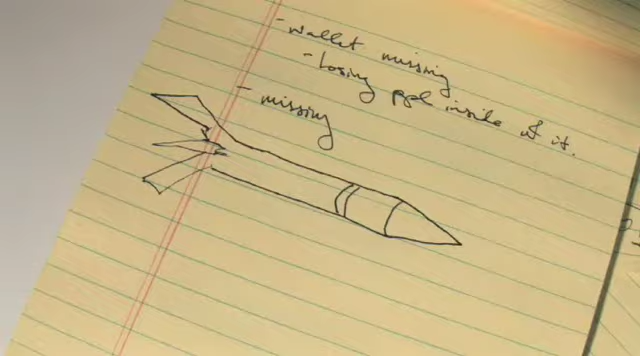 - wallet missing
- losing ppl inside of it.
- missing